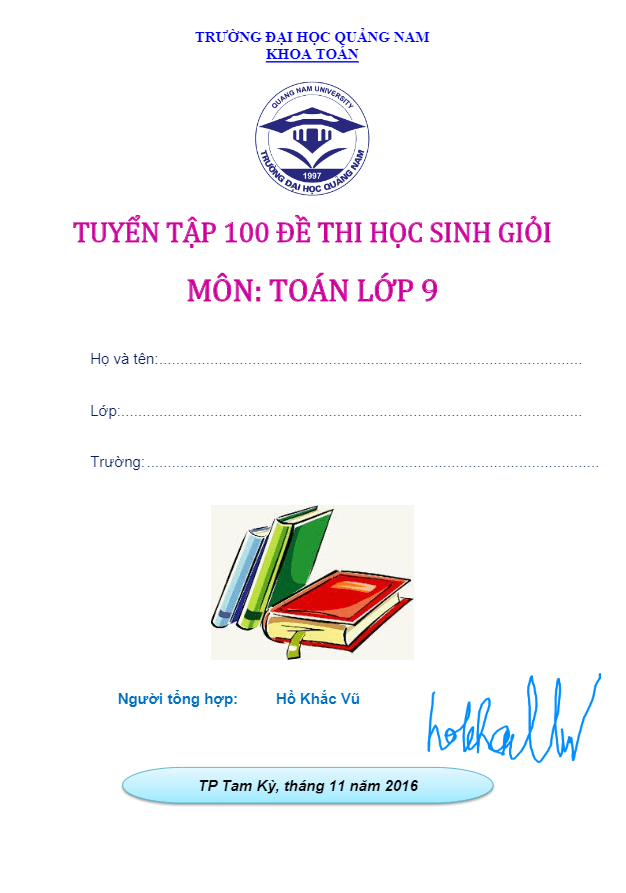 TRƯỜNG ĐẠI HỌC QUẢNG NAM
KHOA TOÁN
QUANG NAM UNIVERSITY
1997
TRƯỜNG ĐẠI HỌC QUẢNG NAM
TUYỂN TẬP 100 ĐỀ THI HỌC SINH GIỎI
MÔN: TOÁN LỚP 9
Họ và tên:....................................................................................................
Lớp:.............................................................................................................
Trường:...........................................................................................................
Người tổng hợp: Hồ Khắc Vũ
TP Tam Kỳ, tháng 11 năm 2016